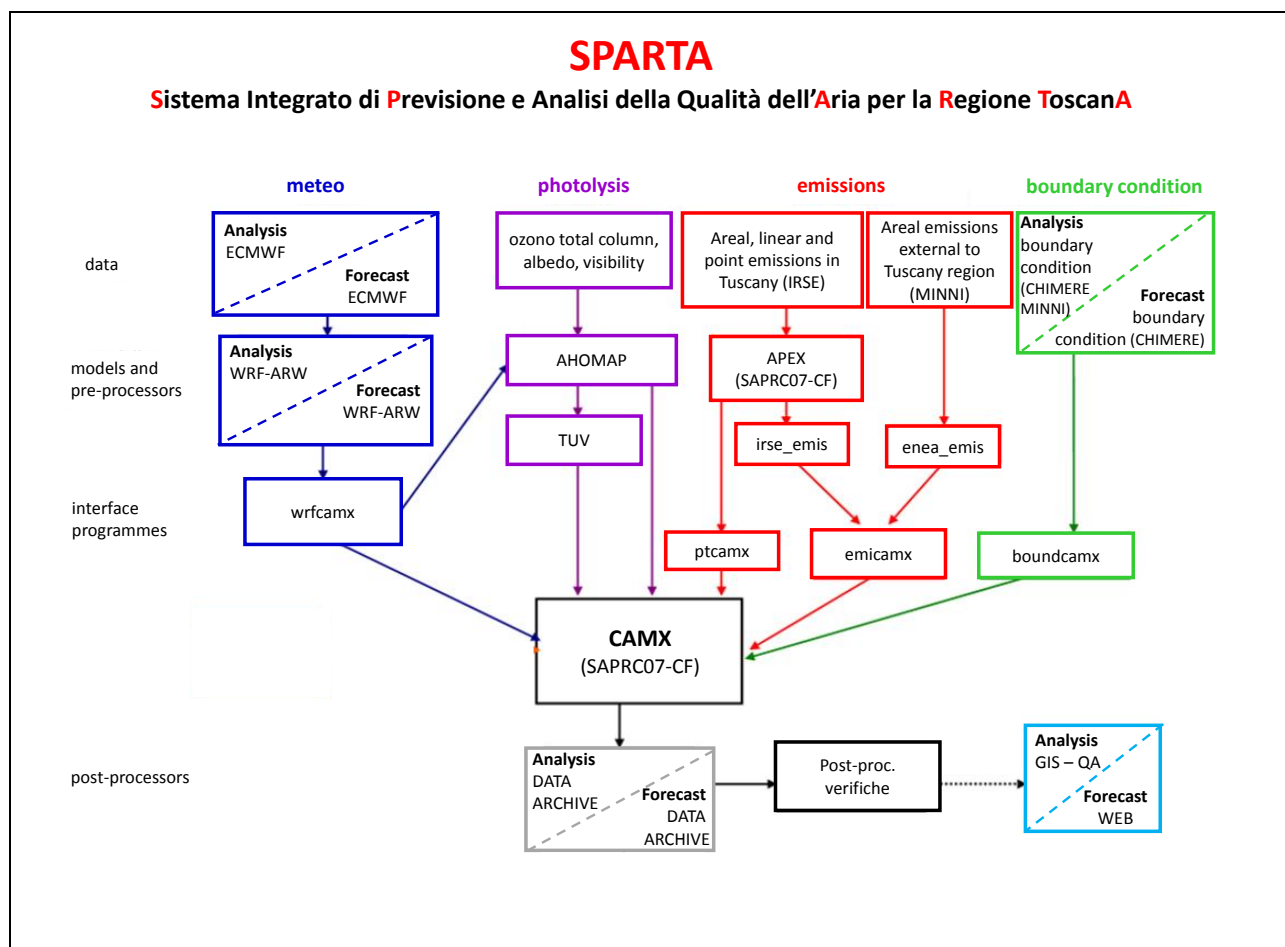 SPARTA
Sistema Integrato di Previsione e Analisi della Qualità dell'Aria per la Regione ToscanA
meteo
photolysis
emissions
boundary condition
data
Analysis
ECMWF
Forecast
ECMWF
ozono total column,
albedo, visibility
Areal, linear and
point emissions in
Tuscany (IRSE)
Areal emissions
external to
Tuscany region
(MINNI)
Analysis
boundary
condition
(CHIMERE
MINNI)
Forecast
boundary
condition (CHIMERE)
models and
pre-processors
Analysis
WRF-ARW
Forecast
WRF-ARW
AHOMAP
APEX
(SAPRC07-CF)
TUV
irse_emis
enea_emis
interface
programmes
wrfcamx
ptcamx
emicamx
boundcamx
CAMX
(SAPRC07-CF)
post-processors
Analysis
DATA
ARCHIVE
Forecast
DATA
ARCHIVE
Post-proc.
verifiche
Analysis
GIS – QA
Forecast
WEB